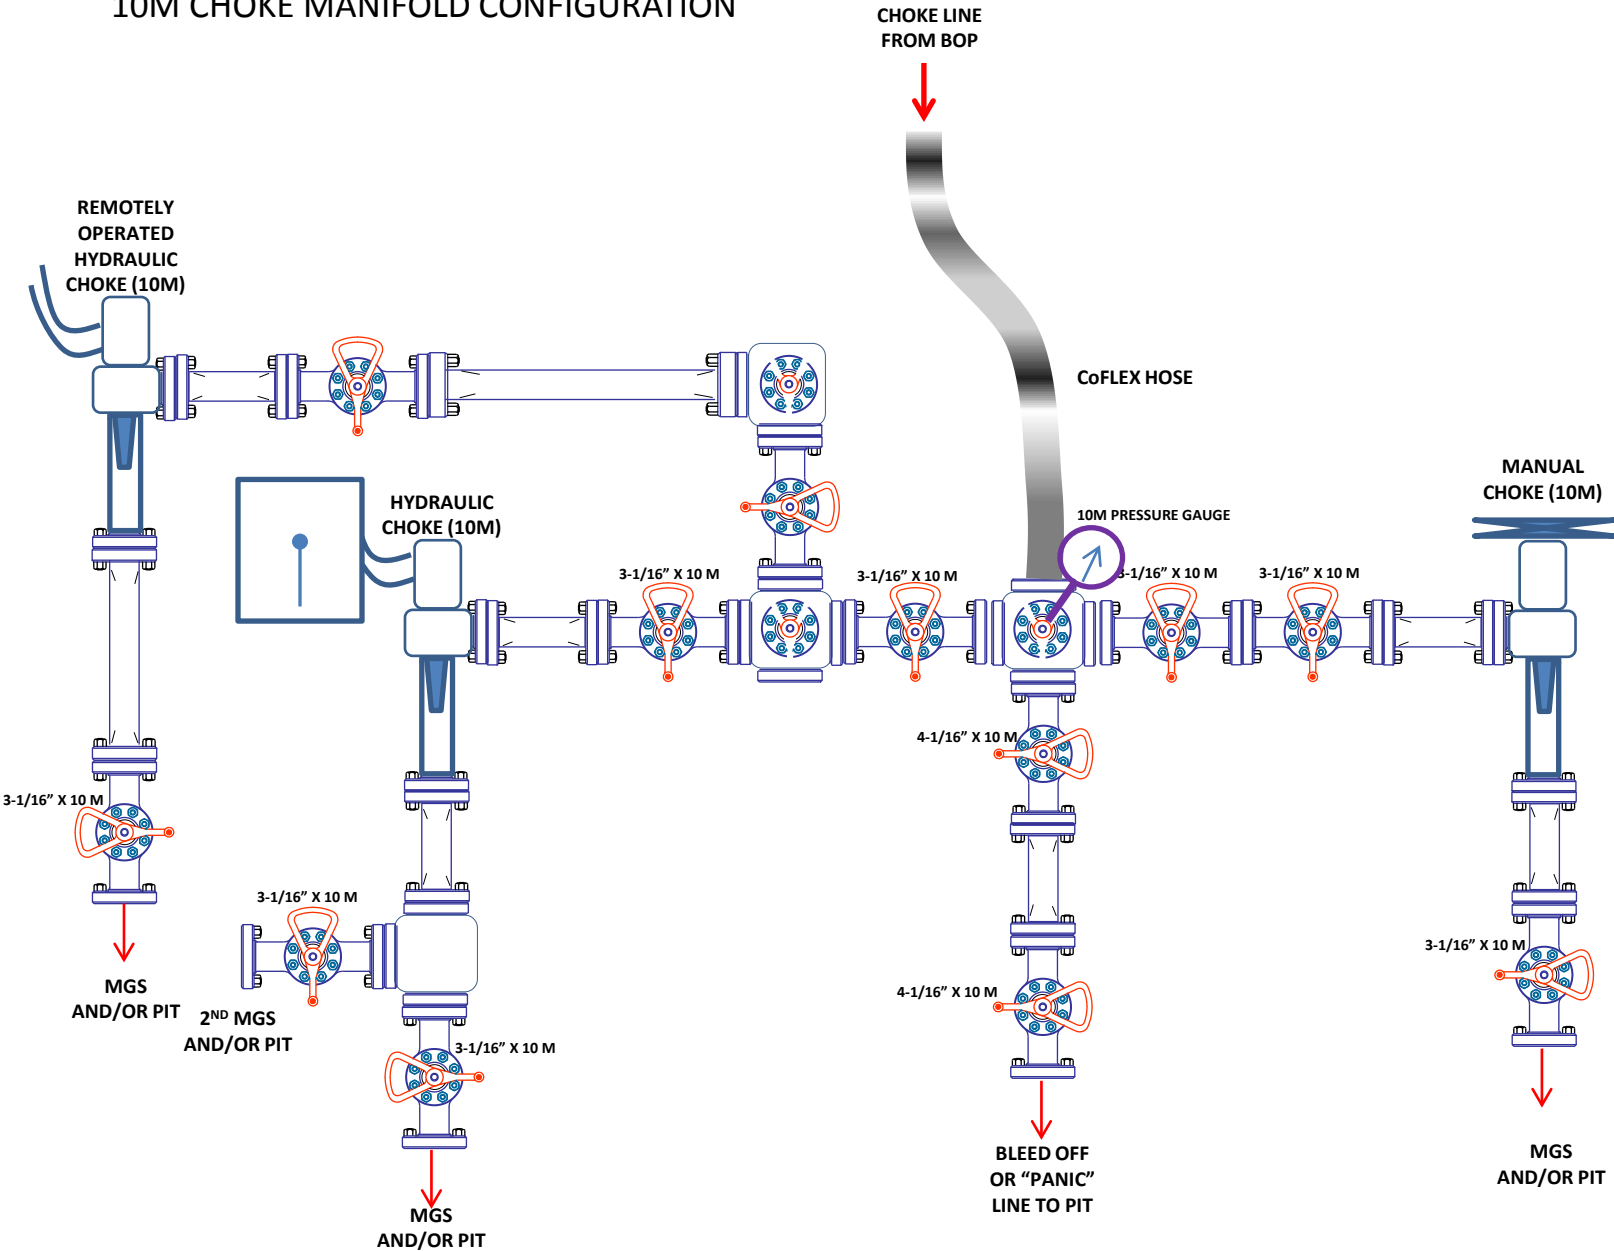 10M CHOKE MANIFOLD CONFIGURATION
CHOKE LINE
FROM BOP
REMOTELY
OPERATED
HYDRAULIC
CHOKE (10M)
CoFLEX HOSE
MANUAL
CHOKE (10M)
HYDRAULIC
CHOKE (10M)
10M PRESSURE GAUGE
3-1/16” X 10 M
3-1/16” X 10 M
3-1/16” X 10 M
3-1/16” X 10 M
4-1/16” X 10 M
3-1/16” X 10 M
3-1/16” X 10 M
3-1/16” X 10 M
4-1/16” X 10 M
MGS
AND/OR PIT
2ND MGS
AND/OR PIT
3-1/16” X 10 M
BLEED OFF
OR “PANIC”
LINE TO PIT
MGS
AND/OR PIT
MGS
AND/OR PIT